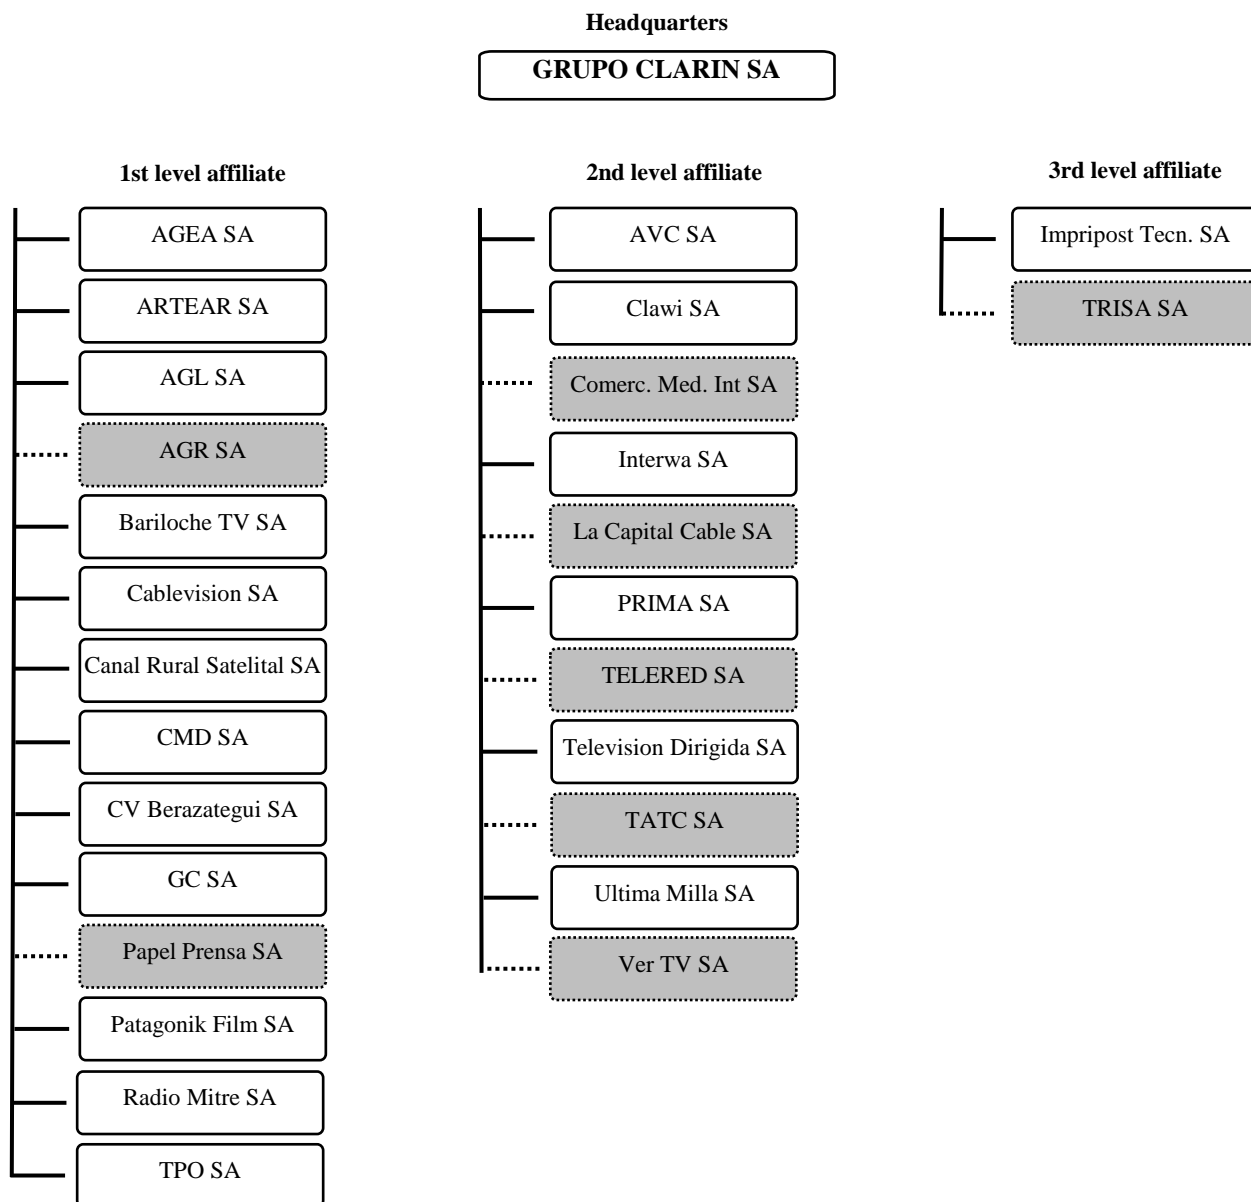 Headquarters
GRUPO CLARIN SA
1st level affiliate
AGEA SA
ARTEAR SA
AGL SA
AGR SA
Bariloche TV SA
Cablevision SA
Canal Rural Satelital SA
CMD SA
CV Berazategui SA
GC SA
Papel Prensa SA
Patagonik Film SA
Radio Mitre SA
TPO SA
2nd level affiliate
AVC SA
Clawi SA
Comerc. Med. Int SA
Interwa SA
La Capital Cable SA
PRIMA SA
TELERED SA
Television Dirigida SA
TATC SA
Ultima Milla SA
Ver TV SA
3rd level affiliate
Impripost Tecn. SA
TRISA SA